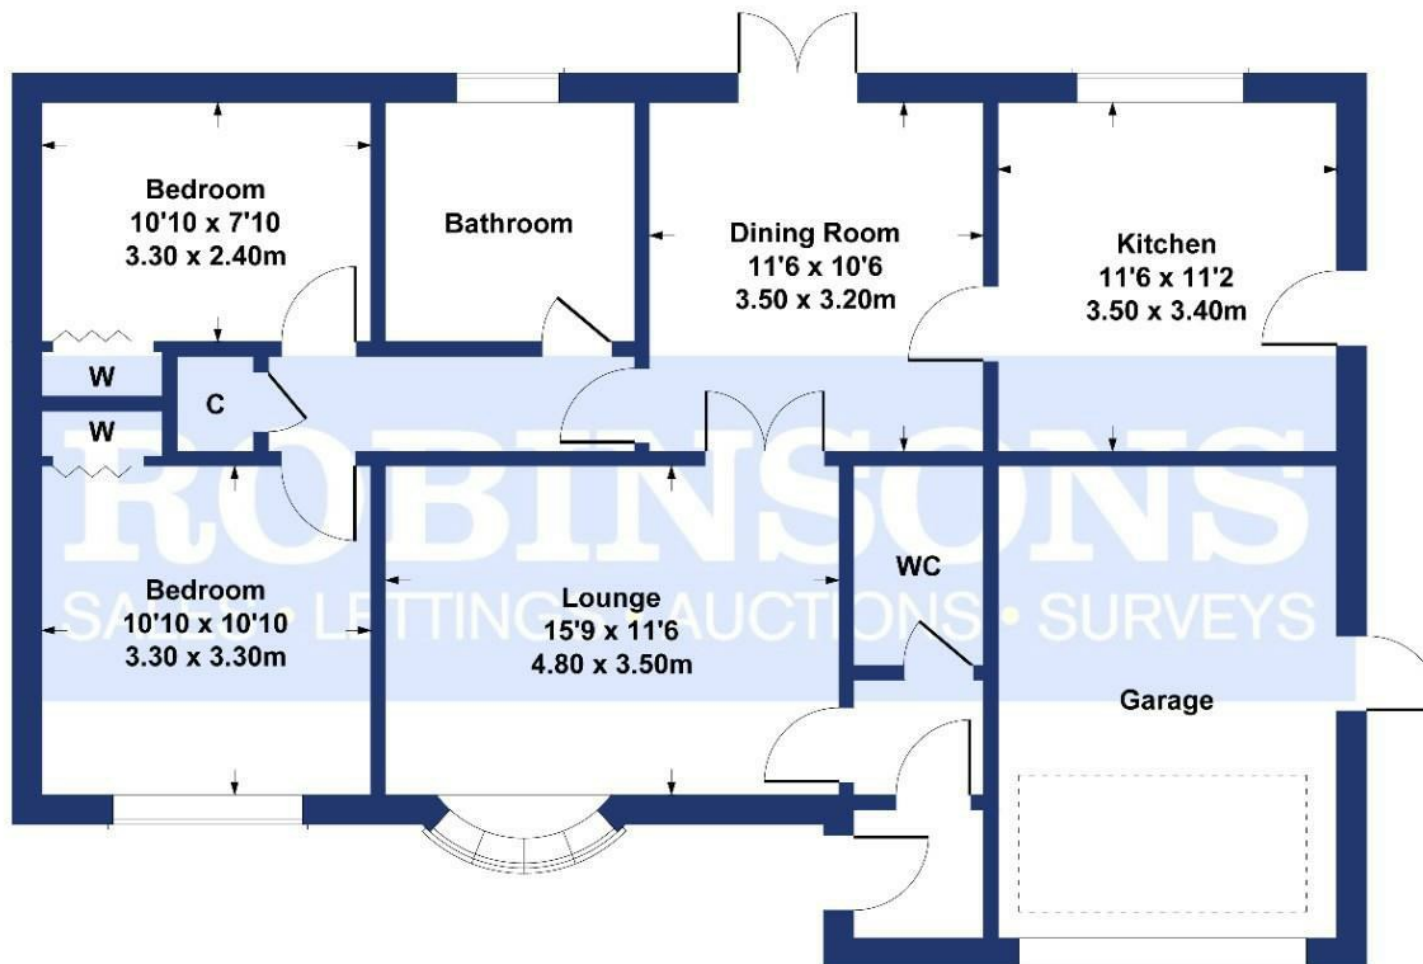 Bedroom
10'10 x 7'10
3.30 x 2.40m
Bathroom
Dining Room
11'6 x 10'6
3.50 x 3.20m
Kitchen
11'6 x 11'2
3.50 x 3.40m
W
C
W
ROBINSONS
SALES • LETTINGS • AUCTIONS • SURVEYS
Bedroom
10'10 x 10'10
3.30 x 3.30m
Lounge
15'9 x 11'6
4.80 x 3.50m
WC
Garage